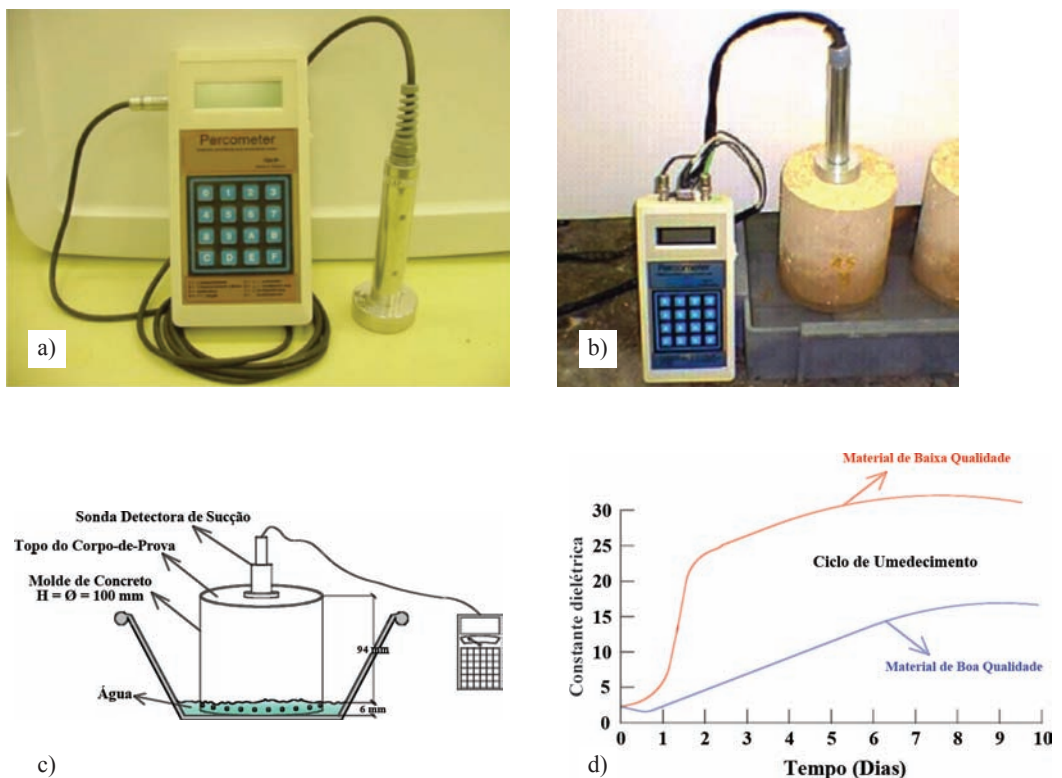 Percometer
0 1 2 3
4 5 6 7
8 9 A B
C D E F
a)
Percometer
b)
Sonda Detectora de Sucção
Topo do Corpo-de-Prova
Molde de Concreto
H = Ø = 100 mm
94 mm
Água
6 mm
c)
Material de Baixa Qualidade
Ciclo de Umedecimento
Material de Boa Qualidade
Constante dielétrica
30
25
20
15
10
5
0
0 1 2 3 4 5 6 7 8 9 10
Tempo (Dias)
d)